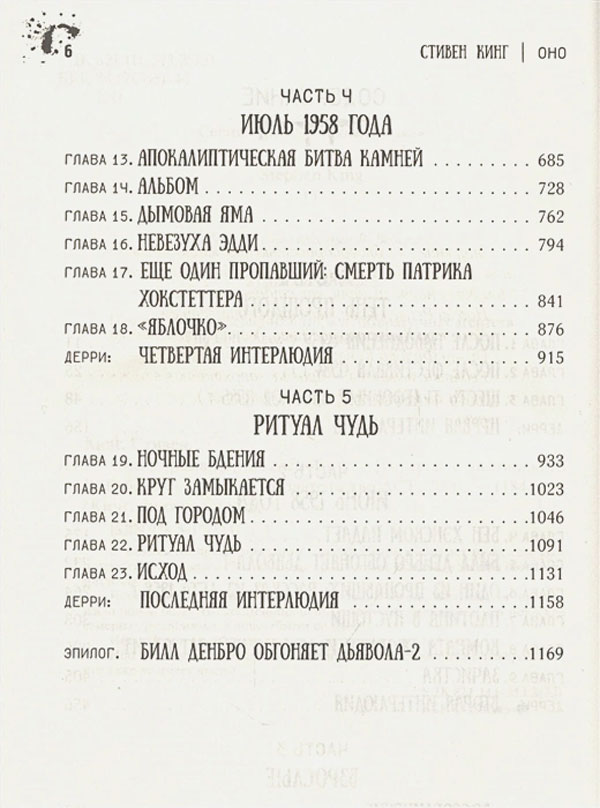 6 СТИВЕН КИНГ | ОНО
ЧАСТЬ 4
ИЮЛЬ 1958 ГОДА
ГЛАВА 13. АПОКАЛИПТИЧЕСКАЯ БИТВА КАМНЕЙ . . . . . . . . . 685
ГЛАВА 14. АЛЬБОМ . . . . . . . . . . . . . . . . . . . . . . . . . . . 728
ГЛАВА 15. ДЫМОВАЯ ЯМА . . . . . . . . . . . . . . . . . . . . . . . 762
ГЛАВА 16. НЕВЕЗУХА ЭДДИ . . . . . . . . . . . . . . . . . . . . . . 794
ГЛАВА 17. ЕЩЕ ОДИН ПРОПАВШИЙ: СМЕРТЬ ПАТРИКА
ХОКСТЕТТЕРА . . . . . . . . . . . . . . . . . . . . . . . 841
ГЛАВА 18. «ЯБЛОЧКО» . . . . . . . . . . . . . . . . . . . . . . . . . 876
ДЕРРИ: ЧЕТВЕРТАЯ ИНТЕРЛЮДИЯ . . . . . . . . . . . . . . . . 915
ЧАСТЬ 5
РИТУАЛ ЧУДЬ
ГЛАВА 19. НОЧНЫЕ БДЕНИЯ . . . . . . . . . . . . . . . . . . . . . 933
ГЛАВА 20. КРУГ ЗАМЫКАЕТСЯ . . . . . . . . . . . . . . . . . . . 1023
ГЛАВА 21. ПОД ГОРОДОМ . . . . . . . . . . . . . . . . . . . . . . 1046
ГЛАВА 22. РИТУАЛ ЧУДЬ . . . . . . . . . . . . . . . . . . . . . . 1091
ГЛАВА 23. ИСХОД . . . . . . . . . . . . . . . . . . . . . . . . . . . 1131
ДЕРРИ: ПОСЛЕДНЯЯ ИНТЕРЛЮДИЯ . . . . . . . . . . . . . . . 1158
ЭПИЛОГ. БИЛЛ ДЕНБРО ОБГОНЯЕТ ДЬЯВОЛА-2 . . . . . . . . 1169